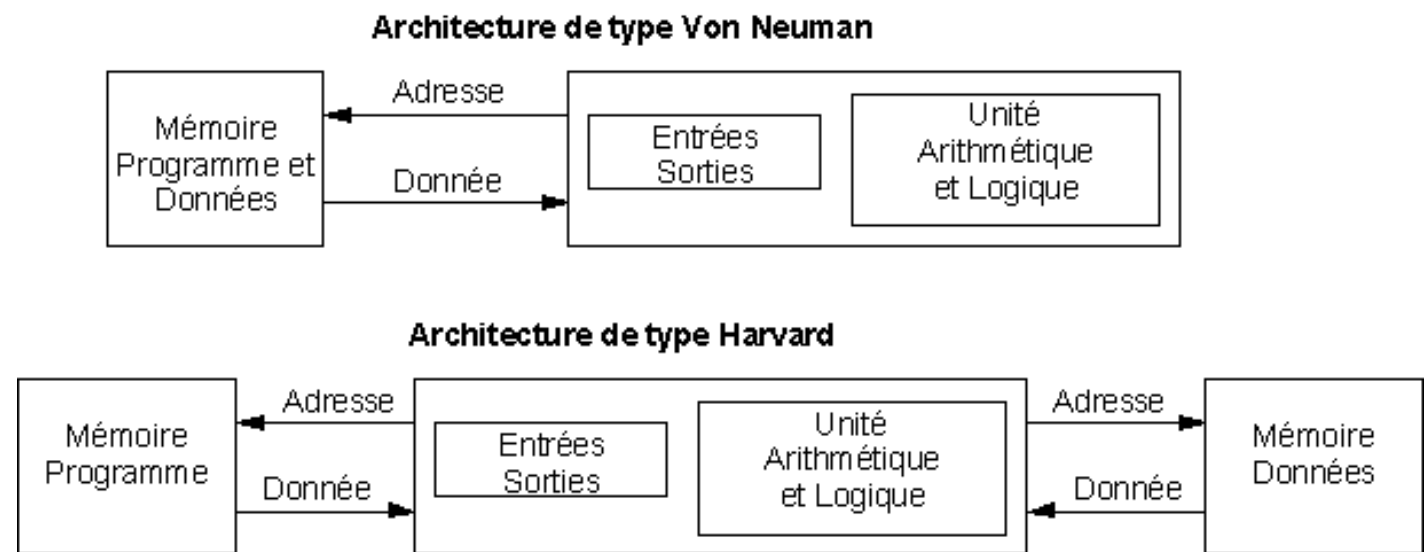 Architecture de type Von Neuman
Mémoire
Programme et
Données
Adresse
Donnée
Entrées
Sorties
Unité
Arithmétique
et Logique
Architecture de type Harvard
Mémoire
Programme
Adresse
Donnée
Entrées
Sorties
Unité
Arithmétique
et Logique
Adresse
Donnée
Mémoire
Données